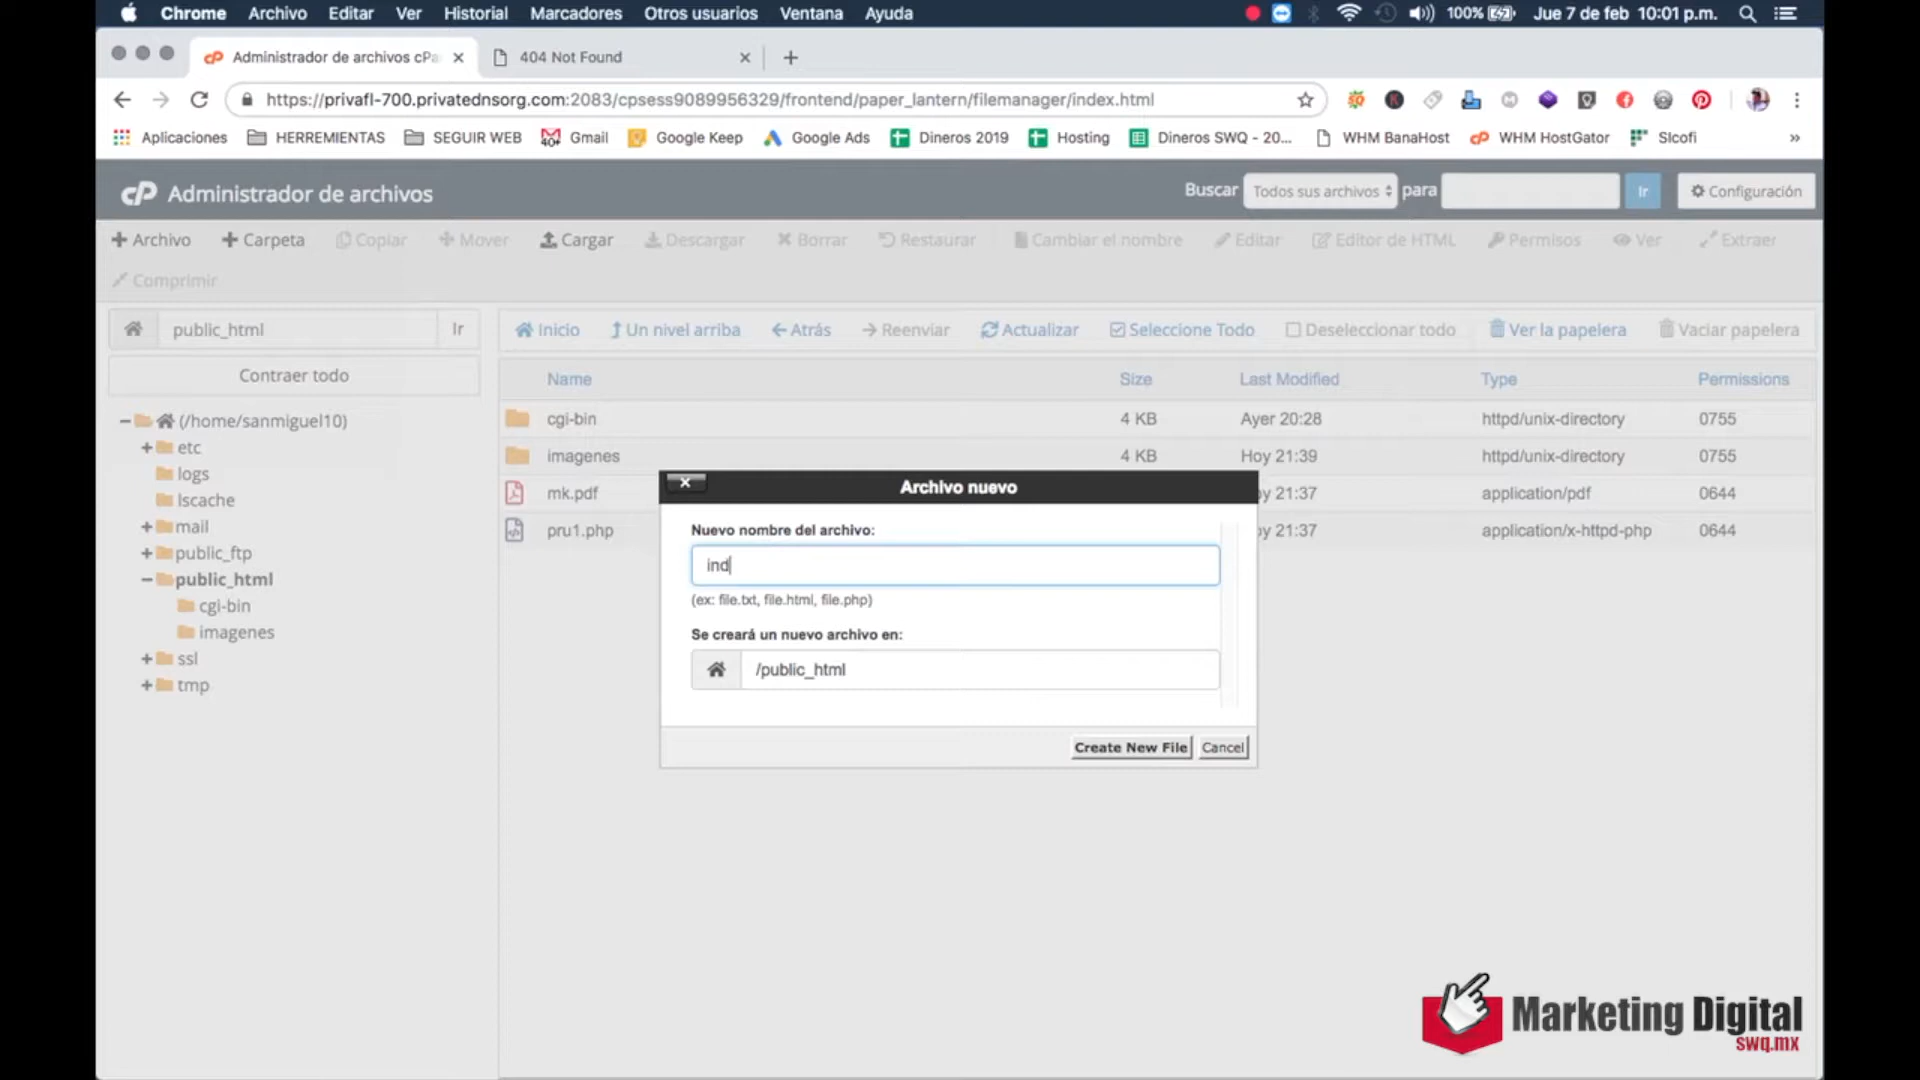 Chrome Archivo Editar Ver Historial Marcadores Otros usuarios Ventana Ayuda 100% Jue 7 de feb 10:01 p.m.
Administrador de archivos cPa 404 Not Found
https://privafl-700.privatednsorg.com:2083/cpsess9089956329/frontend/paper_lantern/filemanager/index.html
Aplicaciones HERREMIENTAS SEGUIR WEB 40+ Gmail Google Keep Google Ads Dineros 2019 Hosting Dineros SWQ - 20... WHM BanaHost WHM HostGator SIcofi »
cP Administrador de archivos Buscar Todos sus archivos para Ir Configuración
Archivo Carpeta Copiar Mover Cargar Descargar Borrar Restaurar Cambiar el nombre Editar Editor de HTML Permisos Ver Extraer
Comprimir
public_html Ir Inicio Un nivel arriba Atrás Reenviar Actualizar Seleccione Todo Deseleccionar todo Ver la papelera Vaciar papelera
Contraer todo
(/home/sanmiguel10)
etc
logs
lscache
mail
public_ftp
public_html
cgi-bin
imagenes
ssl
tmp
Name Size Last Modified Type Permissions
cgi-bin 4 KB Ayer 20:28 httpd/unix-directory 0755
imagenes 4 KB Hoy 21:39 httpd/unix-directory 0755
mk.pdf oy 21:37 application/pdf 0644
pru1.php oy 21:37 application/x-httpd-php 0644
Archivo nuevo
Nuevo nombre del archivo:
ind
(ex: file.txt, file.html, file.php)
Se creará un nuevo archivo en:
/public_html
Create New File Cancel
Marketing Digital
swq.mx